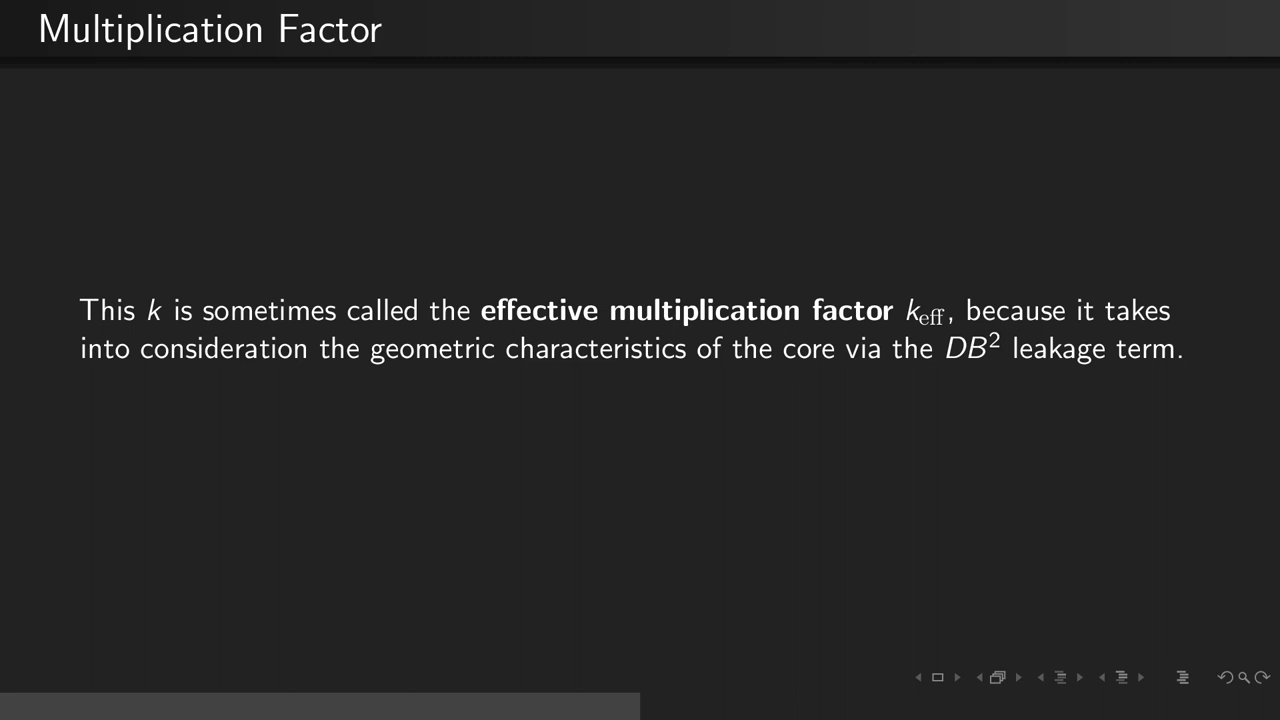 Multiplication Factor
This k is sometimes called the effective multiplication factor k_eff, because it takes
into consideration the geometric characteristics of the core via the DB² leakage term.